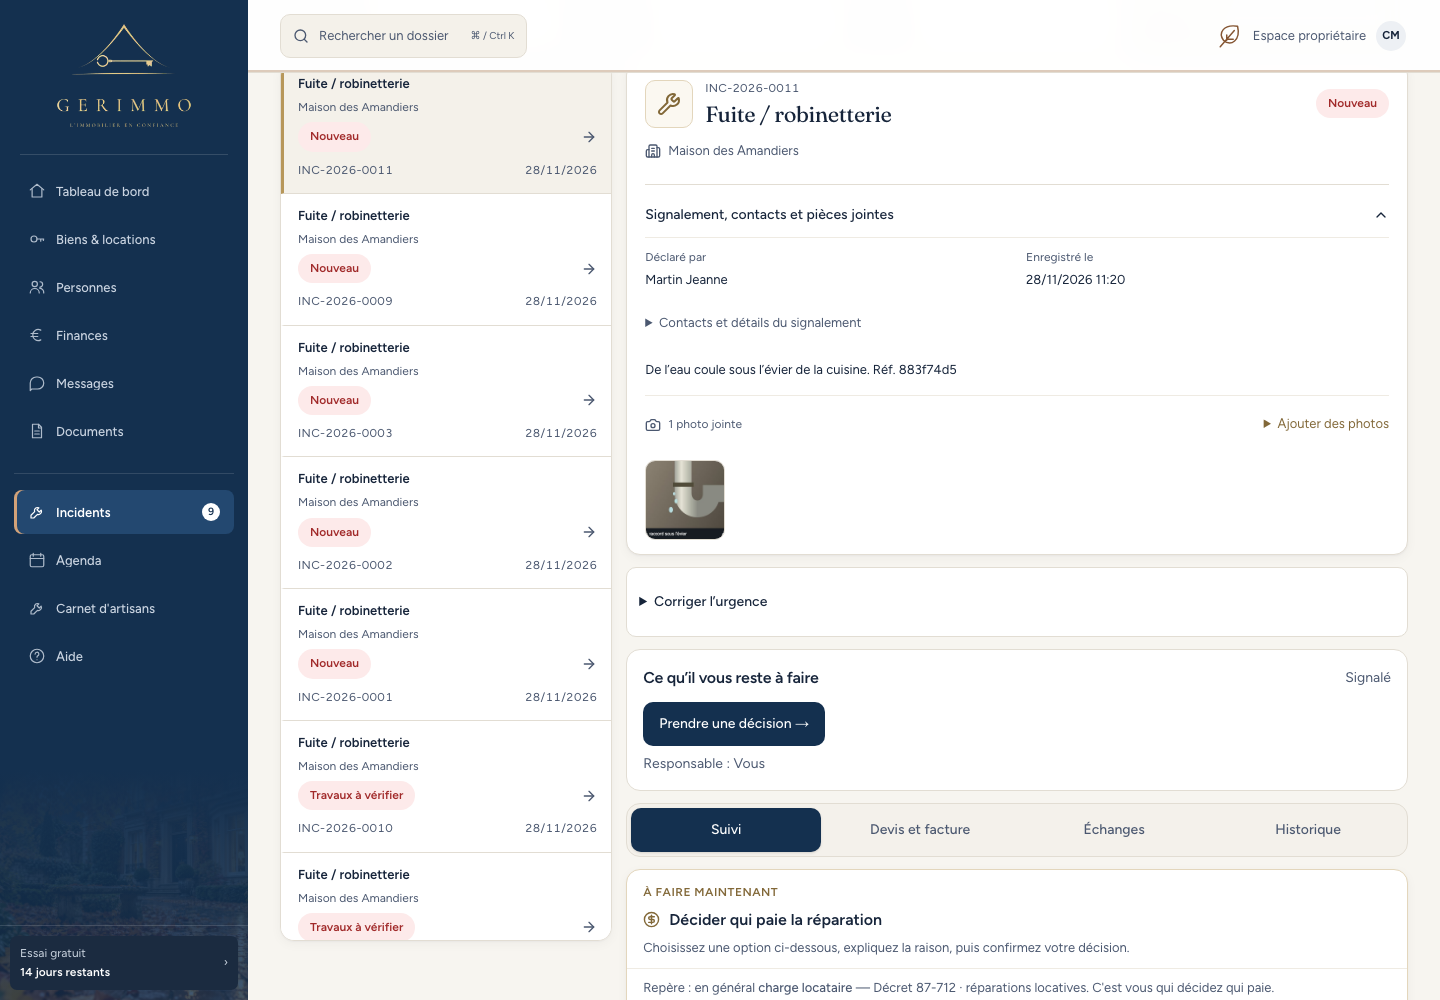 GERIMMO
L'IMMOBILIER EN CONFIANCE
Tableau de bord
Biens & locations
Personnes
Finances
Messages
Documents
Incidents
9
Agenda
Carnet d'artisans
Aide
Essai gratuit
14 jours restants
Rechercher un dossier
⌘ / Ctrl K
Espace propriétaire
CM
Fuite / robinetterie
Maison des Amandiers
Nouveau
INC-2026-0011 28/11/2026
Fuite / robinetterie
Maison des Amandiers
Nouveau
INC-2026-0009 28/11/2026
Fuite / robinetterie
Maison des Amandiers
Nouveau
INC-2026-0003 28/11/2026
Fuite / robinetterie
Maison des Amandiers
Nouveau
INC-2026-0002 28/11/2026
Fuite / robinetterie
Maison des Amandiers
Nouveau
INC-2026-0001 28/11/2026
Fuite / robinetterie
Maison des Amandiers
Travaux à vérifier
INC-2026-0010 28/11/2026
Fuite / robinetterie
Maison des Amandiers
Travaux à vérifier
INC-2026-0011
Fuite / robinetterie
Nouveau
Maison des Amandiers
Signalement, contacts et pièces jointes
Déclaré par Enregistré le
Martin Jeanne 28/11/2026 11:20
Contacts et détails du signalement
De l’eau coule sous l’évier de la cuisine. Réf. 883f74d5
1 photo jointe
Ajouter des photos
raccord sous l'évier
Corriger l’urgence
Ce qu’il vous reste à faire
Signalé
Prendre une décision →
Responsable : Vous
Suivi Devis et facture Échanges Historique
À FAIRE MAINTENANT
Décider qui paie la réparation
Choisissez une option ci-dessous, expliquez la raison, puis confirmez votre décision.
Repère : en général charge locataire — Décret 87-712 · réparations locatives. C'est vous qui décidez qui paie.